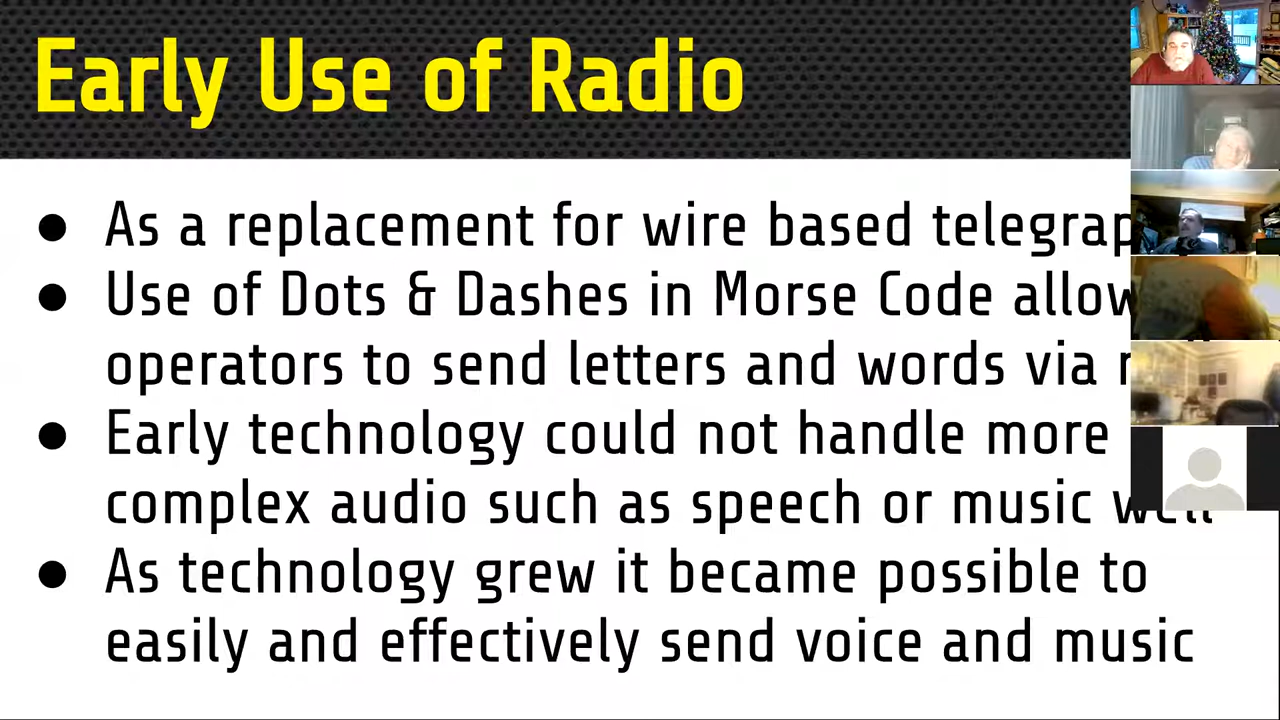 Early Use of Radio
● As a replacement for wire based
● Use of Dots & Dashes in Morse Code
operators to send letters and words via
● Early technology could not handle more
complex audio such as speech or music well
● As technology grew it became possible to
easily and effectively send voice and music